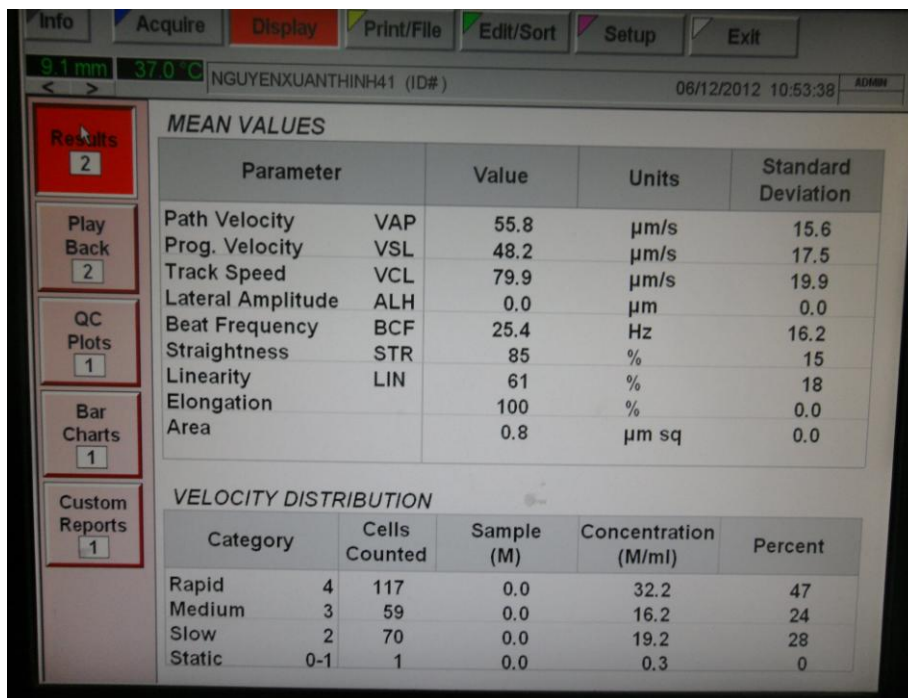 Info Acquire Display Print/File Edit/Sort Setup Exit
9.1 mm 37.0 °C NGUYENXUANTHINH41 (ID# ) 06/12/2012 10:53:38 ADMIN
< >
Results
2
Play
Back
2
QC
Plots
1
Bar
Charts
1
Custom
Reports
1
MEAN VALUES
Parameter Value Units Standard Deviation
Path Velocity VAP 55.8 µm/s 15.6
Prog. Velocity VSL 48.2 µm/s 17.5
Track Speed VCL 79.9 µm/s 19.9
Lateral Amplitude ALH 0.0 µm 0.0
Beat Frequency BCF 25.4 Hz 16.2
Straightness STR 85 % 15
Linearity LIN 61 % 18
Elongation 100 % 0.0
Area 0.8 µm sq 0.0
VELOCITY DISTRIBUTION
Category Cells Counted Sample (M) Concentration (M/ml) Percent
Rapid 4 117 0.0 32.2 47
Medium 3 59 0.0 16.2 24
Slow 2 70 0.0 19.2 28
Static 0-1 1 0.0 0.3 0